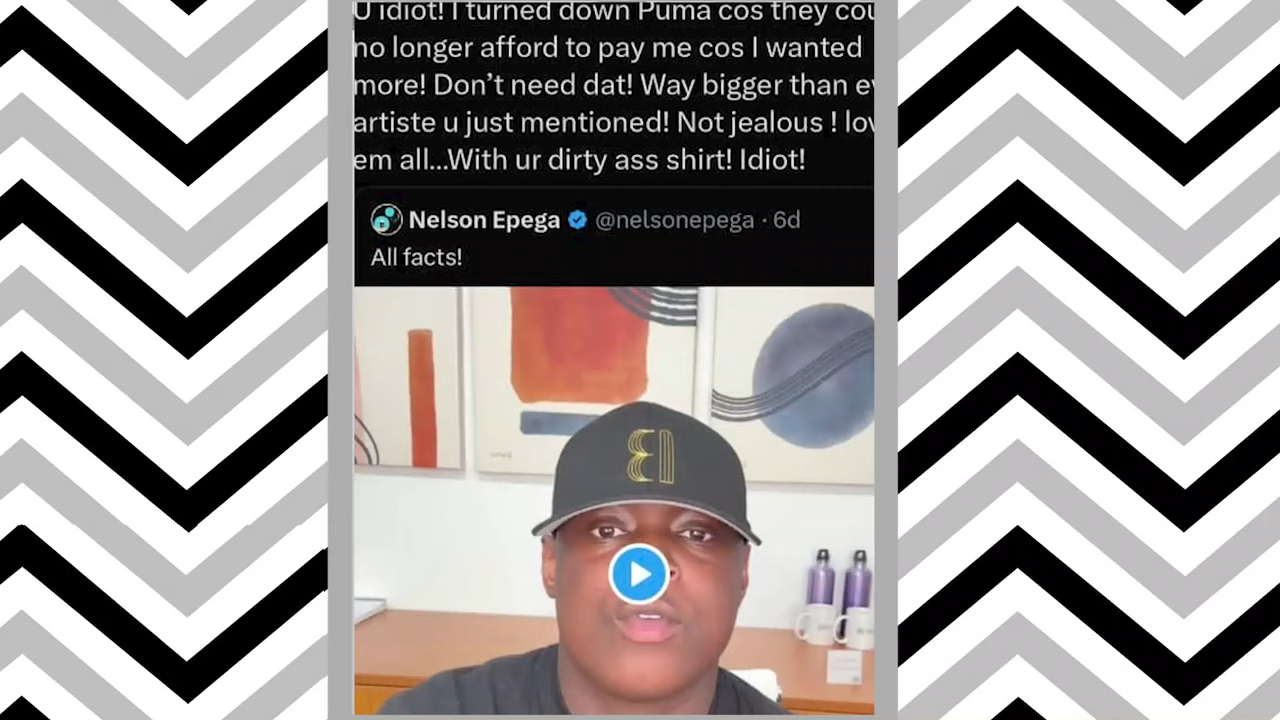 U idiot! I turned down Puma cos they cou
no longer afford to pay me cos I wanted
more! Don’t need dat! Way bigger than ev
artiste u just mentioned! Not jealous ! lov
em all...With ur dirty ass shirt! Idiot!
Nelson Epega @nelsonepega · 6d
All facts!